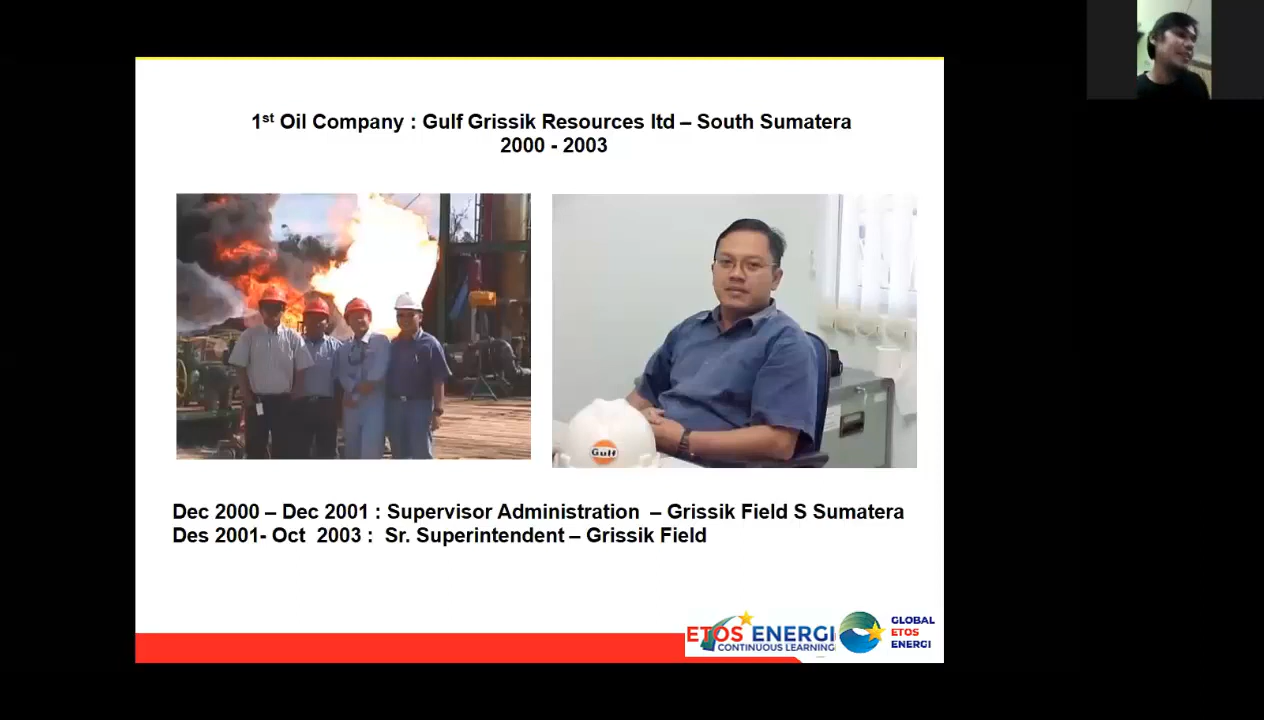 1st Oil Company : Gulf Grissik Resources ltd – South Sumatera
2000 - 2003
Gulf
Dec 2000 – Dec 2001 : Supervisor Administration – Grissik Field S Sumatera
Des 2001- Oct 2003 : Sr. Superintendent – Grissik Field
ETOS ENERGI
CONTINUOUS LEARNING
GLOBAL
ETOS
ENERGI